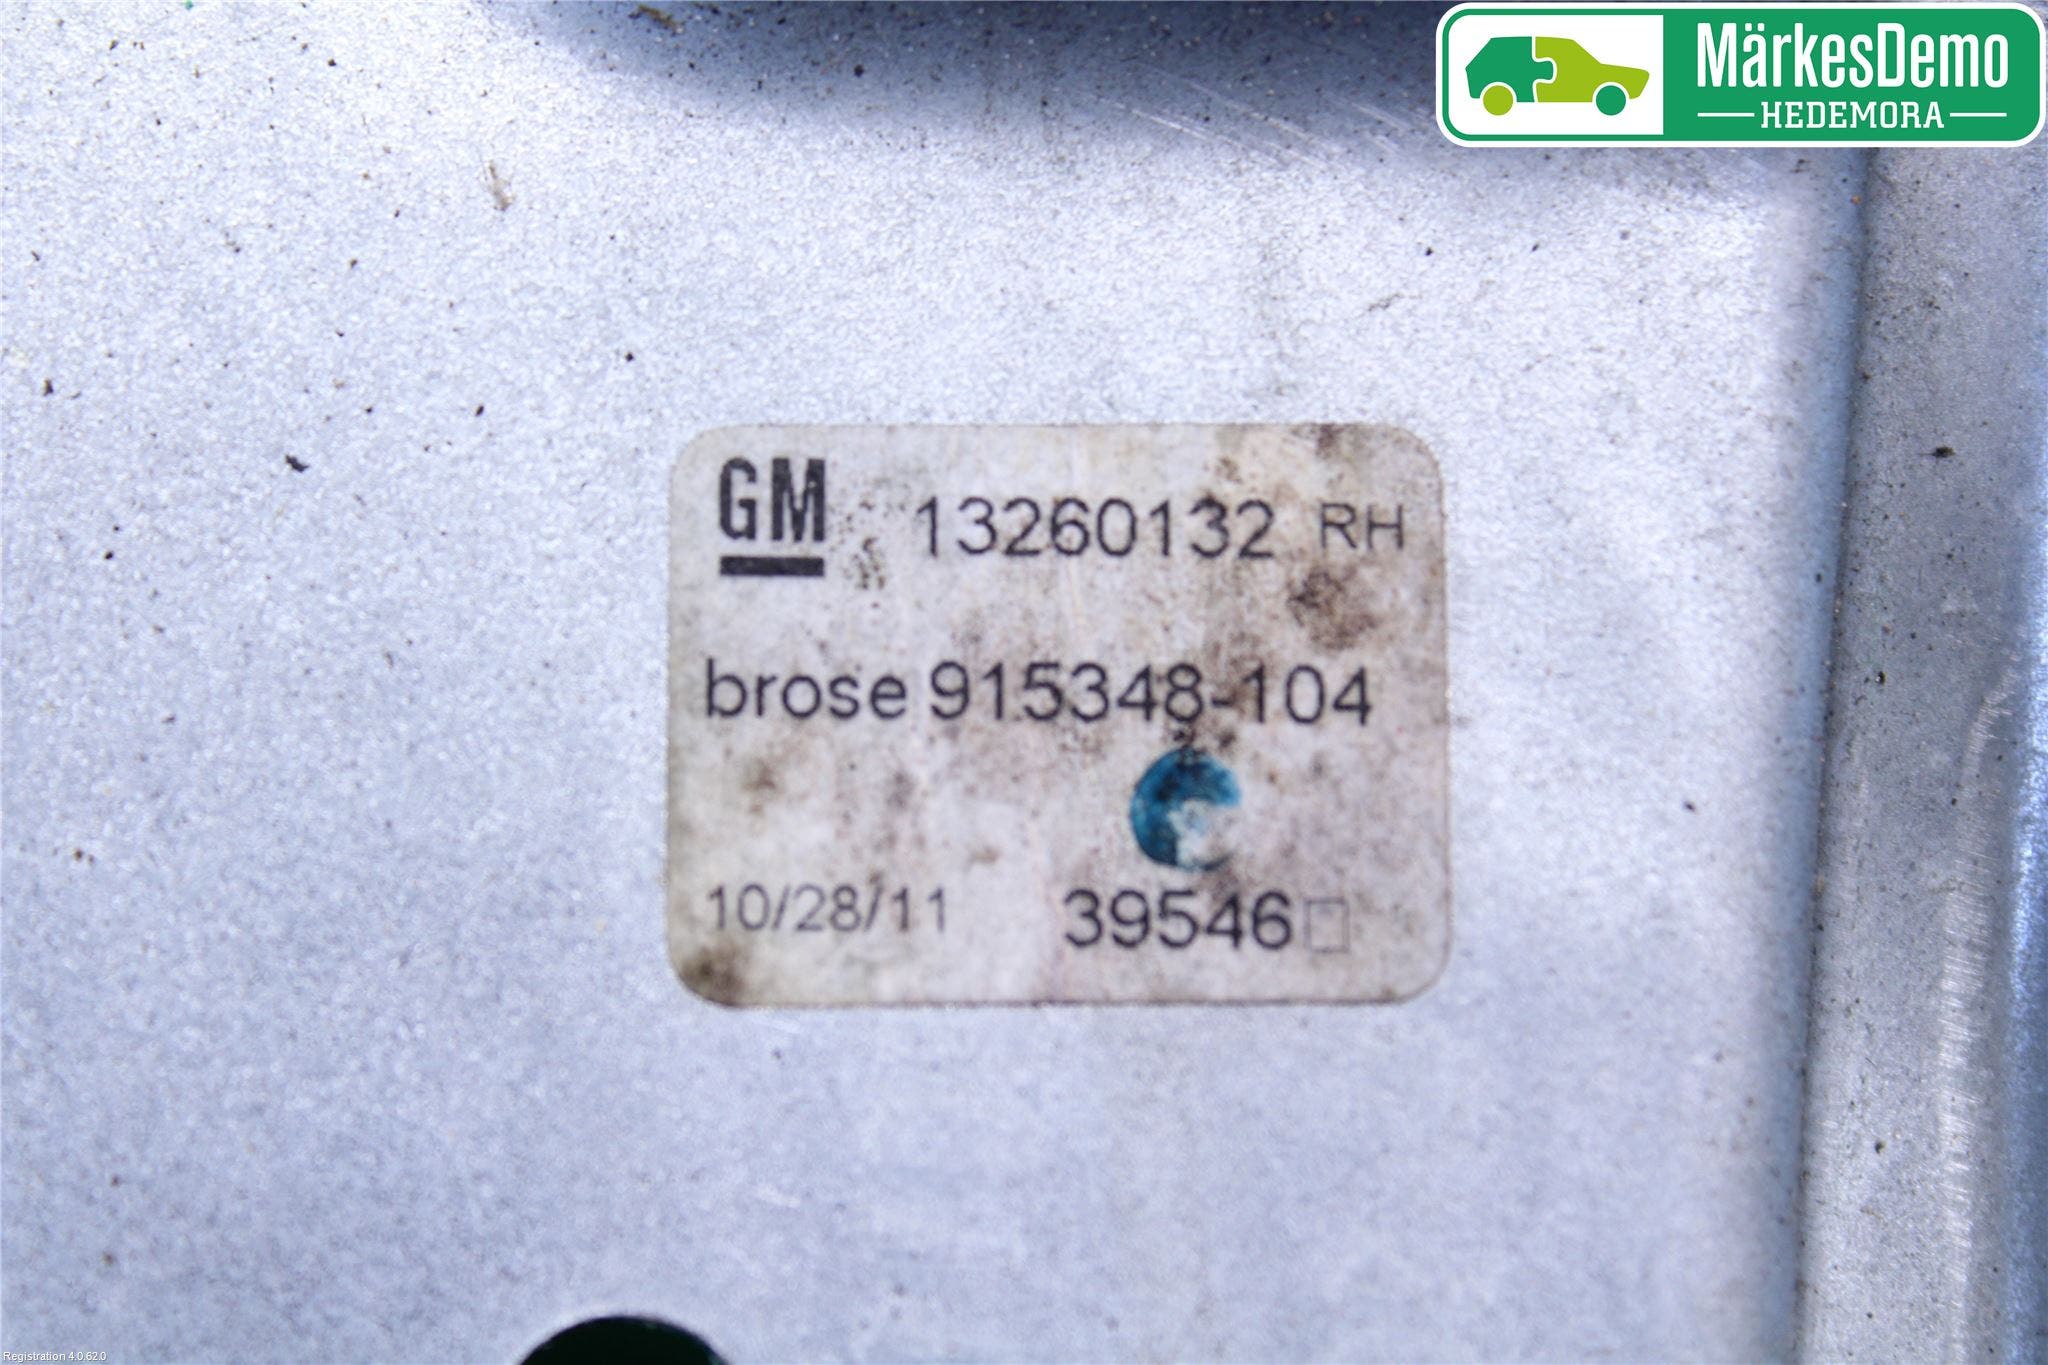 MärkesDemo
HEDEMORA
GM 13260132 RH
brose 915348-104
10/28/11 39546□
Registration 4.0.62.0